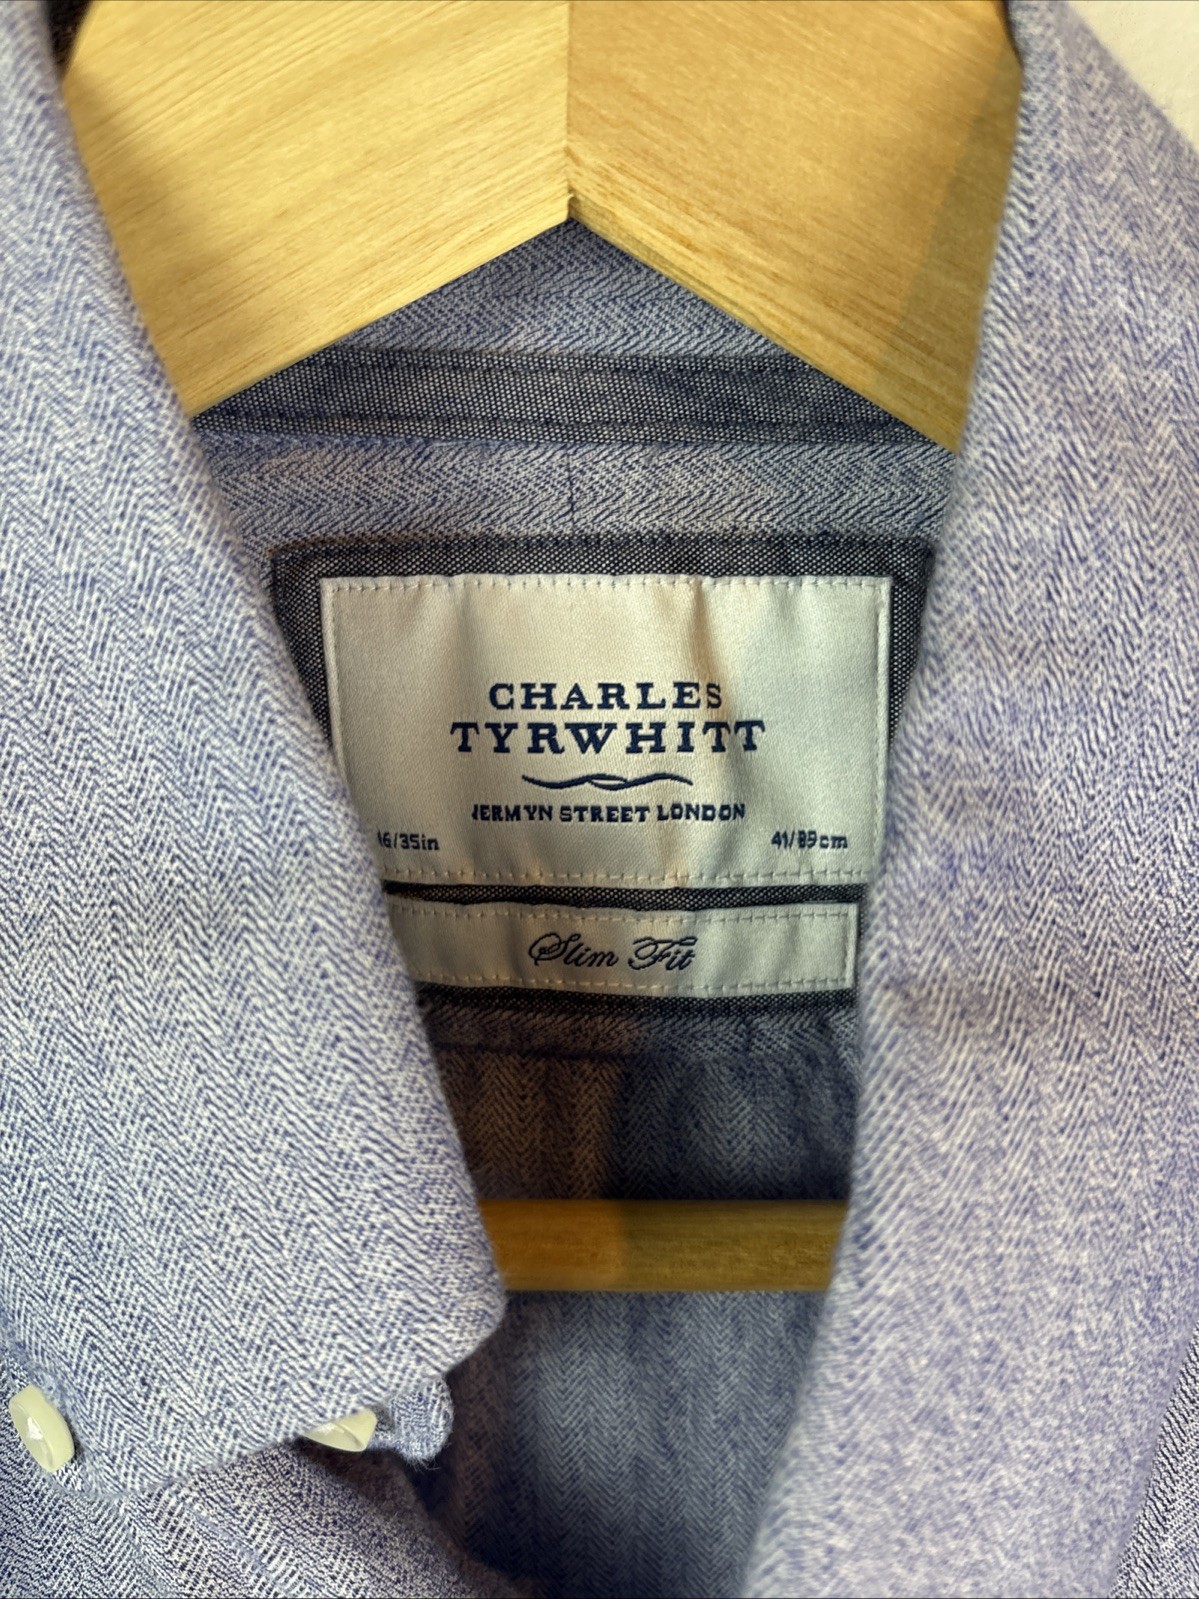 CHARLES
TYRWHITT
JERMYN STREET LONDON
16/35in 41/89cm
Slim Fit